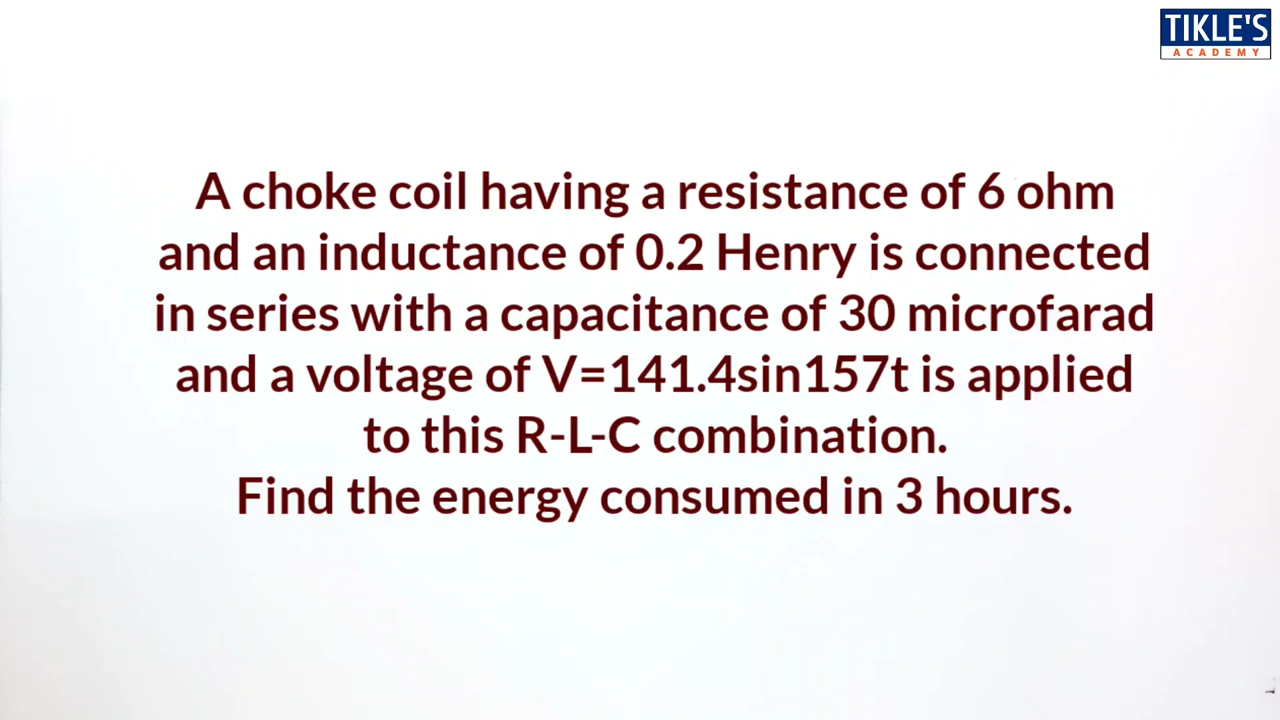 TIKLE'S
ACADEMY
A choke coil having a resistance of 6 ohm
and an inductance of 0.2 Henry is connected
in series with a capacitance of 30 microfarad
and a voltage of V=141.4sin157t is applied
to this R-L-C combination.
Find the energy consumed in 3 hours.